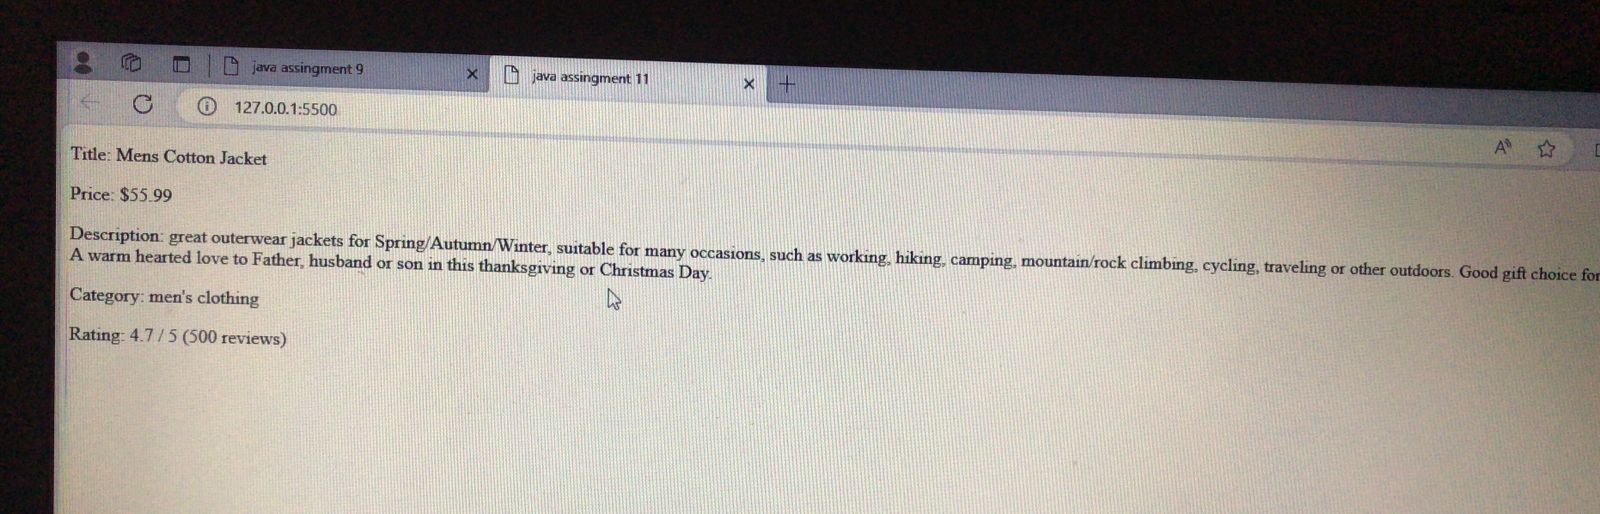 java assingment 9
java assingment 11
127.0.0.1:5500
Title: Mens Cotton Jacket
Price: $55.99
Description: great outerwear jackets for Spring/Autumn/Winter, suitable for many occasions, such as working, hiking, camping, mountain/rock climbing, cycling, traveling or other outdoors. Good gift choice for
A warm hearted love to Father, husband or son in this thanksgiving or Christmas Day.
Category: men's clothing
Rating: 4.7 / 5 (500 reviews)